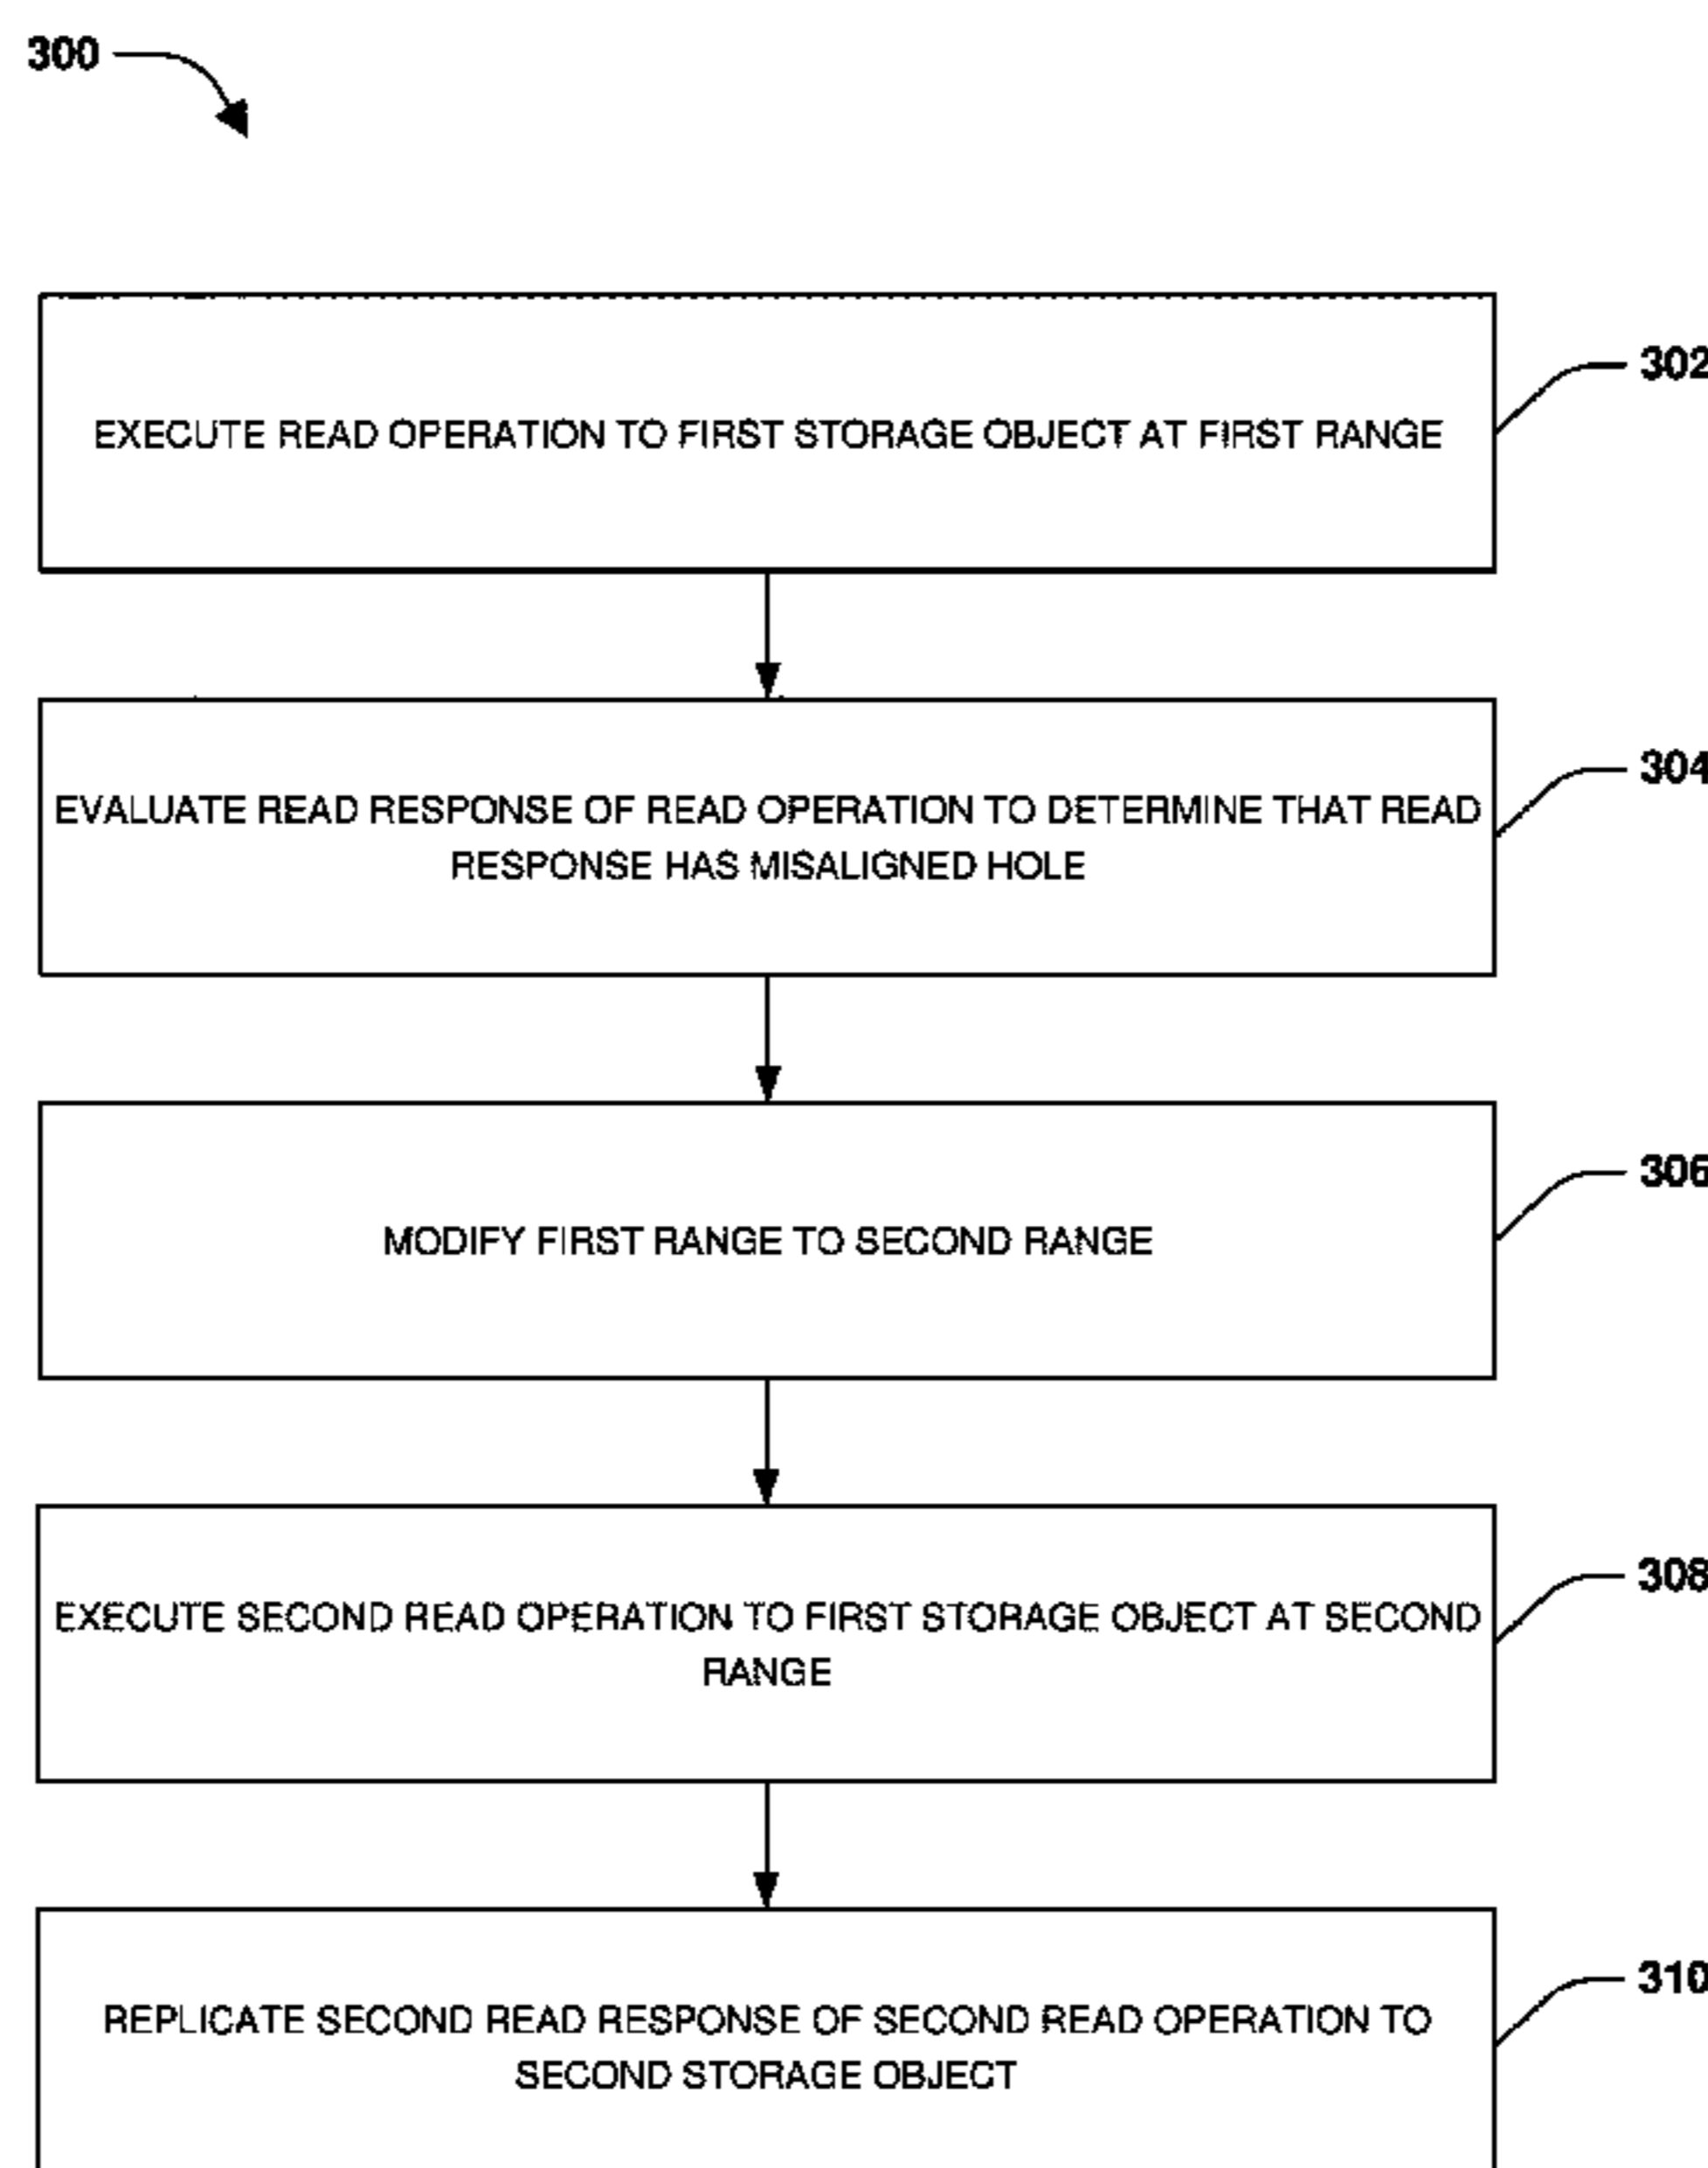 300
EXECUTE READ OPERATION TO FIRST STORAGE OBJECT AT FIRST RANGE
302
EVALUATE READ RESPONSE OF READ OPERATION TO DETERMINE THAT READ
RESPONSE HAS MISALIGNED HOLE
304
MODIFY FIRST RANGE TO SECOND RANGE
306
EXECUTE SECOND READ OPERATION TO FIRST STORAGE OBJECT AT SECOND
RANGE
308
REPLICATE SECOND READ RESPONSE OF SECOND READ OPERATION TO
SECOND STORAGE OBJECT
310